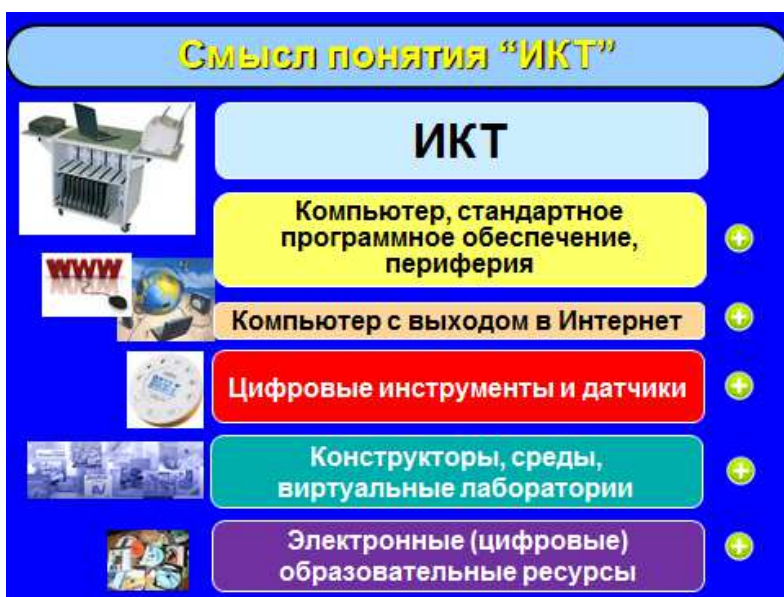 Смысл понятия “ИКТ”
ИКТ
Компьютер, стандартное
программное обеспечение,
периферия
WWW
Компьютер с выходом в Интернет
Цифровые инструменты и датчики
Конструкторы, среды,
виртуальные лаборатории
Электронные (цифровые)
образовательные ресурсы